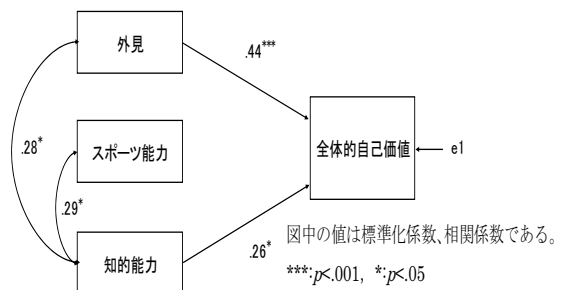 外見
.44***
.28*
スポーツ能力
全体的自己価値
e1
.29*
知的能力
.26*
図中の値は標準化係数、相関係数である。
***:p<.001, *:p<.05